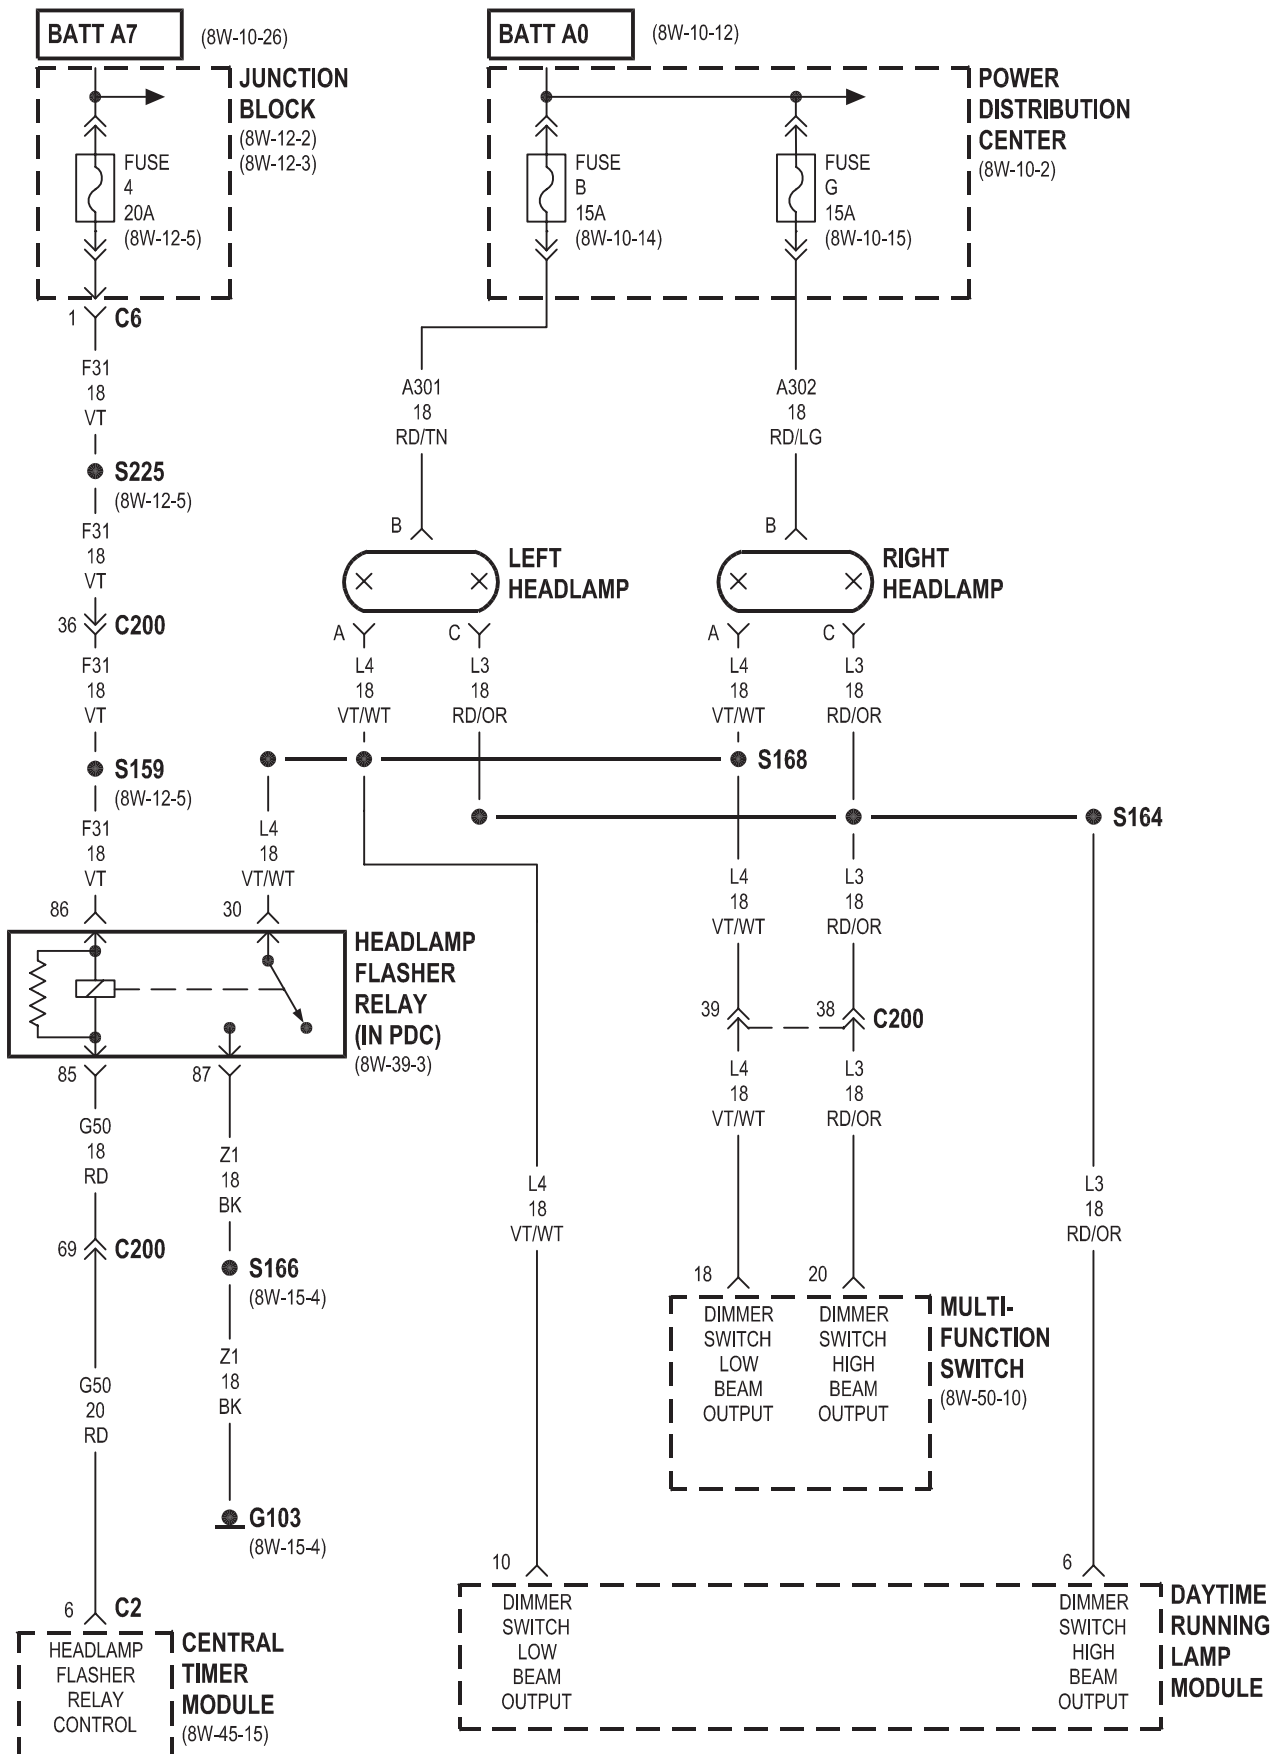 BATT A7
(8W-10-26)
BATT A0
(8W-10-12)
JUNCTION
BLOCK
(8W-12-2)
(8W-12-3)
FUSE
4
20A
(8W-12-5)
FUSE
B
15A
(8W-10-14)
FUSE
G
15A
(8W-10-15)
POWER
DISTRIBUTION
CENTER
(8W-10-2)
1
C6
F31
18
VT
S225
(8W-12-5)
F31
18
VT
36
C200
F31
18
VT
S159
(8W-12-5)
F31
18
VT
86
A301
18
RD/TN
B
LEFT
HEADLAMP
A
C
L4
18
VT/WT
L3
18
RD/OR
A302
18
RD/LG
B
RIGHT
HEADLAMP
A
C
L4
18
VT/WT
L3
18
RD/OR
S168
S164
L4
18
VT/WT
30
HEADLAMP
FLASHER
RELAY
(IN PDC)
(8W-39-3)
85
87
G50
18
RD
69
C200
G50
20
RD
6
C2
HEADLAMP
FLASHER
RELAY
CONTROL
CENTRAL
TIMER
MODULE
(8W-45-15)
Z1
18
BK
S166
(8W-15-4)
Z1
18
BK
G103
(8W-15-4)
L4
18
VT/WT
L3
18
RD/OR
39
38
C200
L4
18
VT/WT
L3
18
RD/OR
18
20
DIMMER
SWITCH
LOW
BEAM
OUTPUT
DIMMER
SWITCH
HIGH
BEAM
OUTPUT
MULTI-
FUNCTION
SWITCH
(8W-50-10)
L4
18
VT/WT
L3
18
RD/OR
10
6
DIMMER
SWITCH
LOW
BEAM
OUTPUT
DIMMER
SWITCH
HIGH
BEAM
OUTPUT
DAYTIME
RUNNING
LAMP
MODULE